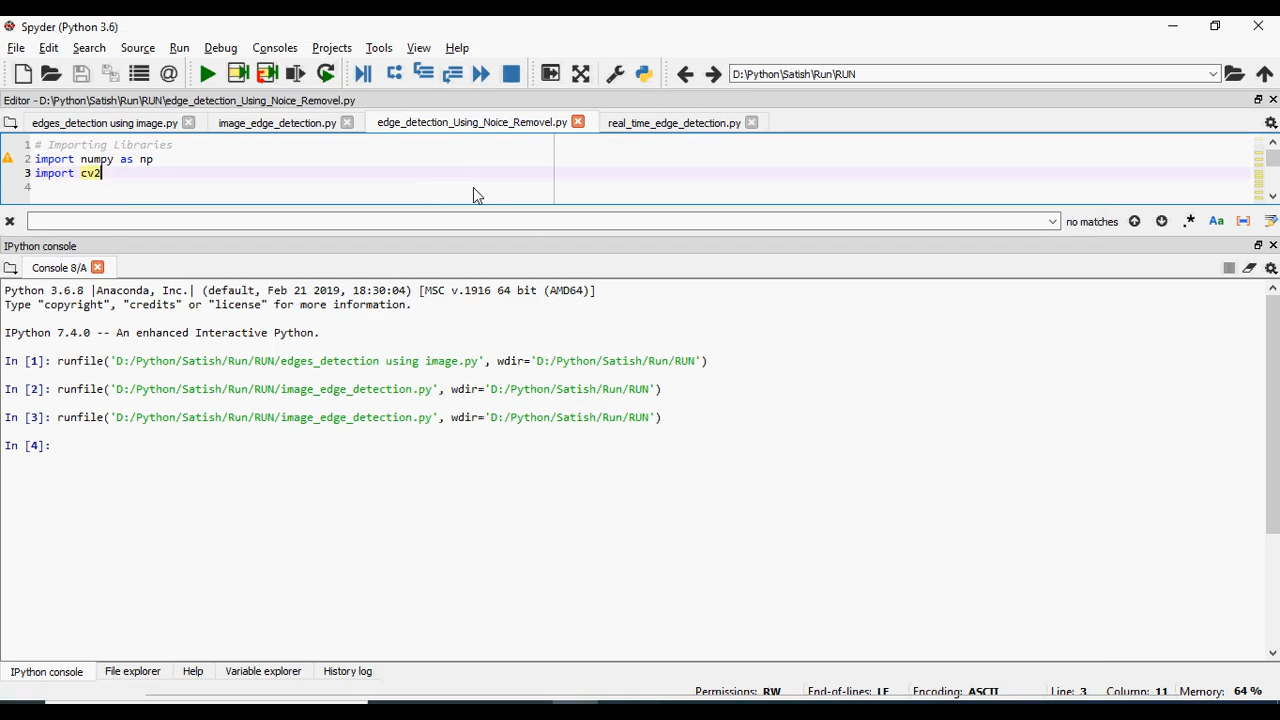 Spyder (Python 3.6)
File Edit Search Source Run Debug Consoles Projects Tools View Help
D:\Python\Satish\Run\RUN
Editor - D:\Python\Satish\Run\RUN\edge_detection_Using_Noice_Removel.py
edges_detection using image.py image_edge_detection.py edge_detection_Using_Noice_Removel.py real_time_edge_detection.py
1 # Importing Libraries
2 import numpy as np
3 import cv2
4
no matches .* Aa
IPython console
Console 8/A
Python 3.6.8 |Anaconda, Inc.| (default, Feb 21 2019, 18:30:04) [MSC v.1916 64 bit (AMD64)]
Type "copyright", "credits" or "license" for more information.
IPython 7.4.0 -- An enhanced Interactive Python.
In [1]: runfile('D:/Python/Satish/Run/RUN/edges_detection using image.py', wdir='D:/Python/Satish/Run/RUN')
In [2]: runfile('D:/Python/Satish/Run/RUN/image_edge_detection.py', wdir='D:/Python/Satish/Run/RUN')
In [3]: runfile('D:/Python/Satish/Run/RUN/image_edge_detection.py', wdir='D:/Python/Satish/Run/RUN')
In [4]:
IPython console File explorer Help Variable explorer History log
Permissions: RW End-of-lines: LF Encoding: ASCII Line: 3 Column: 11 Memory: 64 %